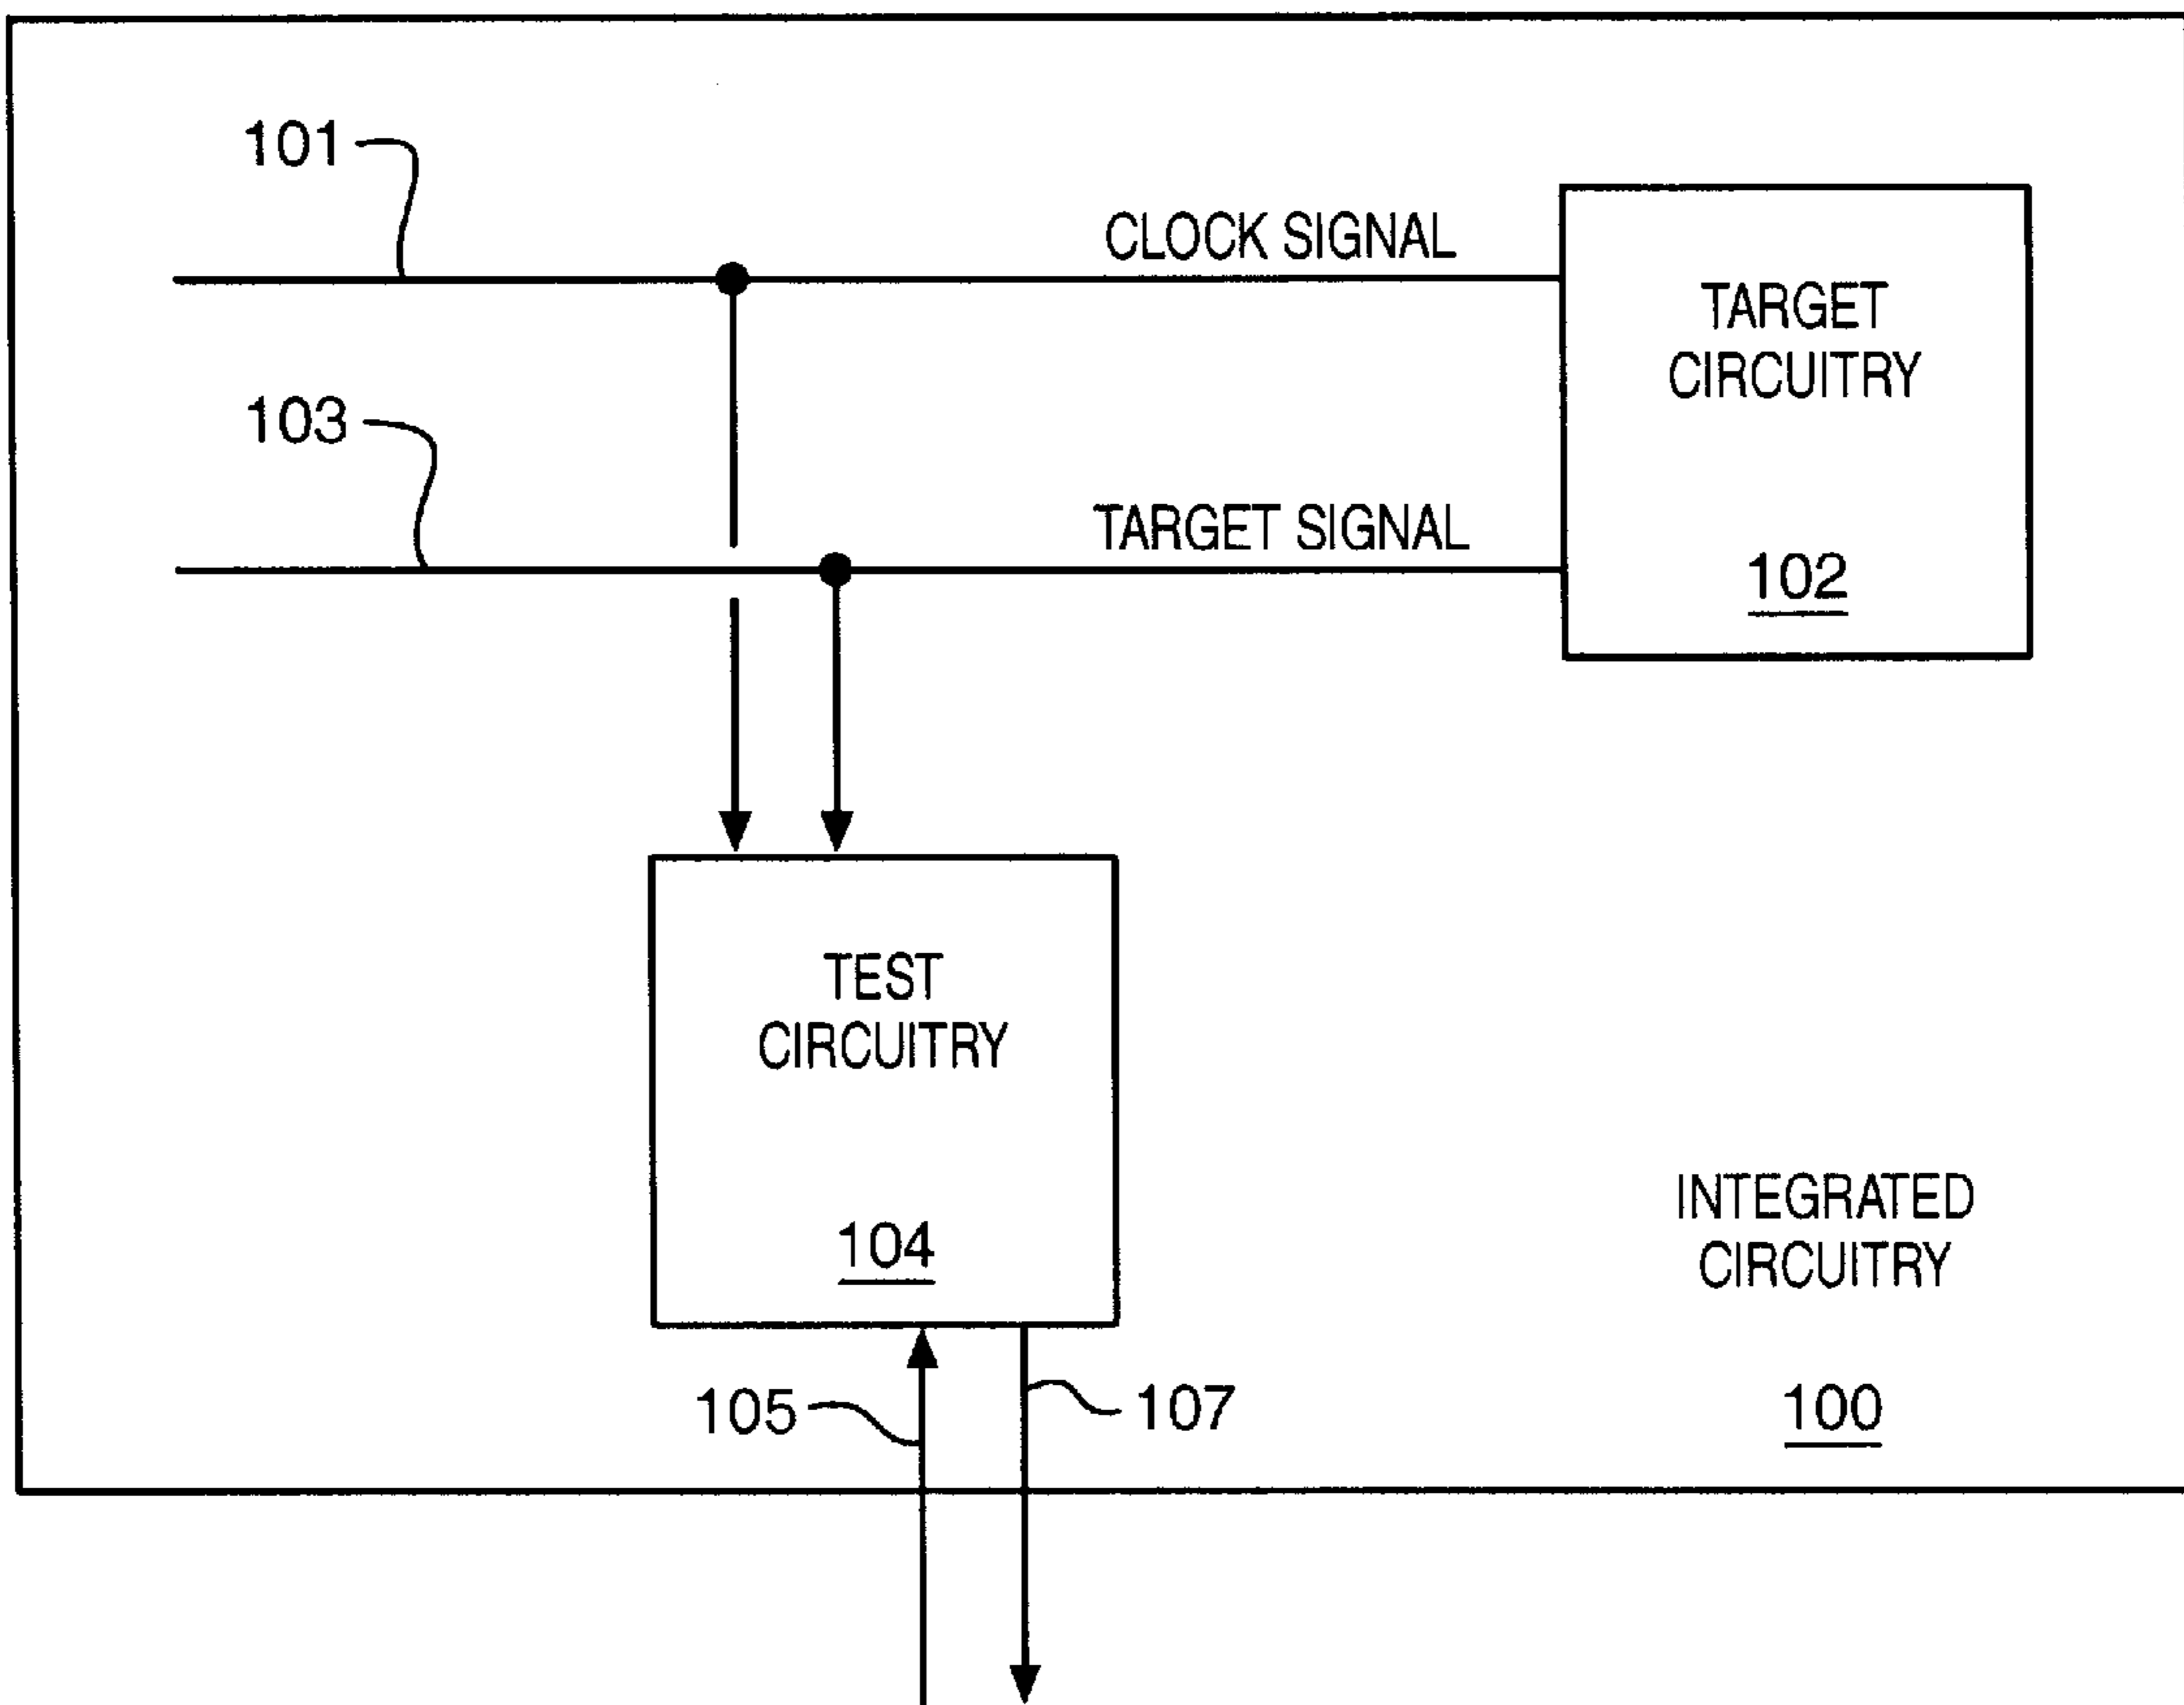 101
CLOCK SIGNAL
TARGET
CIRCUITRY
103
TARGET SIGNAL
102
TEST
CIRCUITRY
104
INTEGRATED
CIRCUITRY
105
107
100